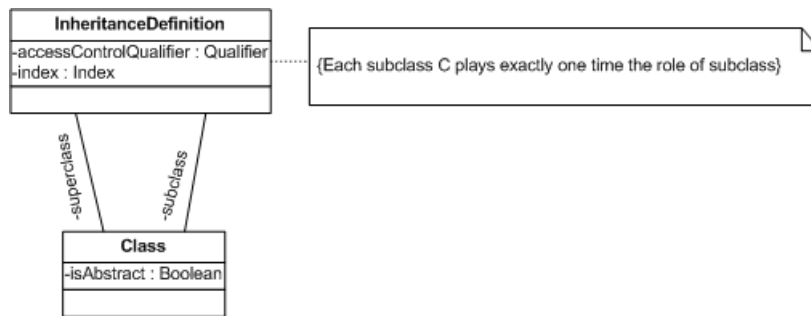 InheritanceDefinition
-accessControlQualifier : Qualifier
-index : Index
{Each subclass C plays exactly one time the role of subclass}
-superclass
-subclass
Class
-isAbstract : Boolean